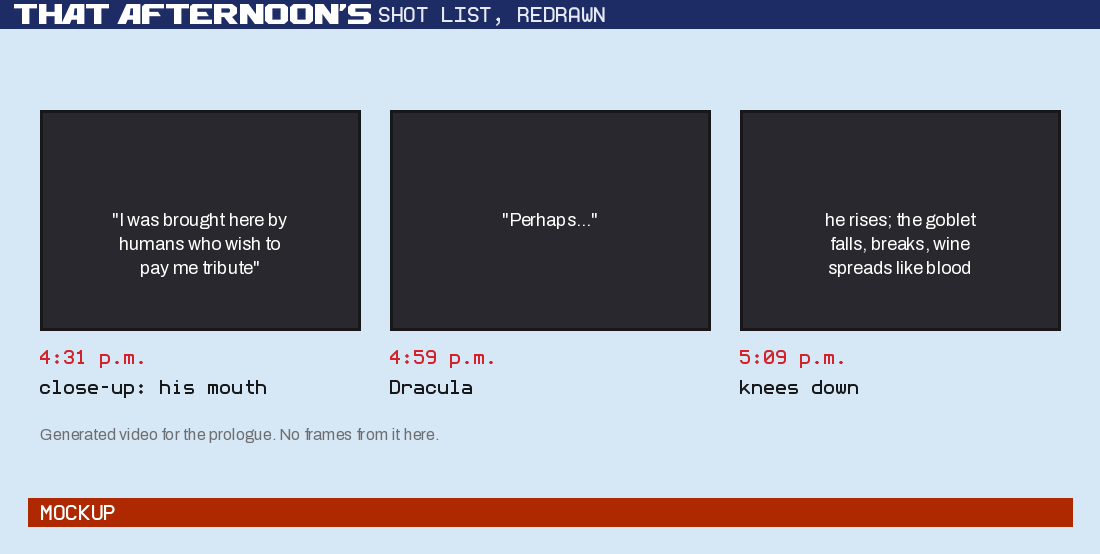 THAT AFTERNOON'S SHOT LIST, REDRAWN
"I was brought here by
humans who wish to
pay me tribute"
"Perhaps..."
he rises; the goblet
falls, breaks, wine
spreads like blood
4:31 p.m.
close-up: his mouth
4:59 p.m.
Dracula
5:09 p.m.
knees down
Generated video for the prologue. No frames from it here.
MOCKUP